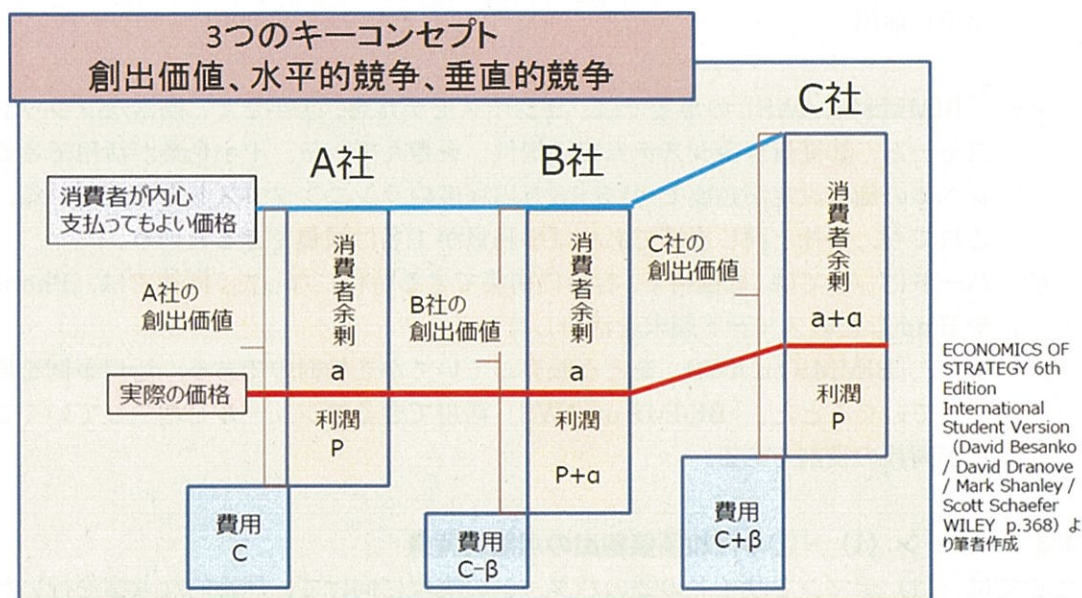 3つのキーコンセプト
創出価値、水平的競争、垂直的競争
A社
B社
C社
消費者が内心
支払ってもよい価格
A社の
創出価値
実際の価格
消費者余剰
a
利潤
P
費用
C
B社の
創出価値
消費者余剰
a
利潤
P+α
費用
C-β
C社の
創出価値
消費者余剰
a+α
利潤
P
費用
C+β
ECONOMICS OF
STRATEGY 6th
Edition
International
Student Version
(David Besanko
/ David Dranove
/ Mark Shanley /
Scott Schaefer
WILEY p.368) よ
り筆者作成